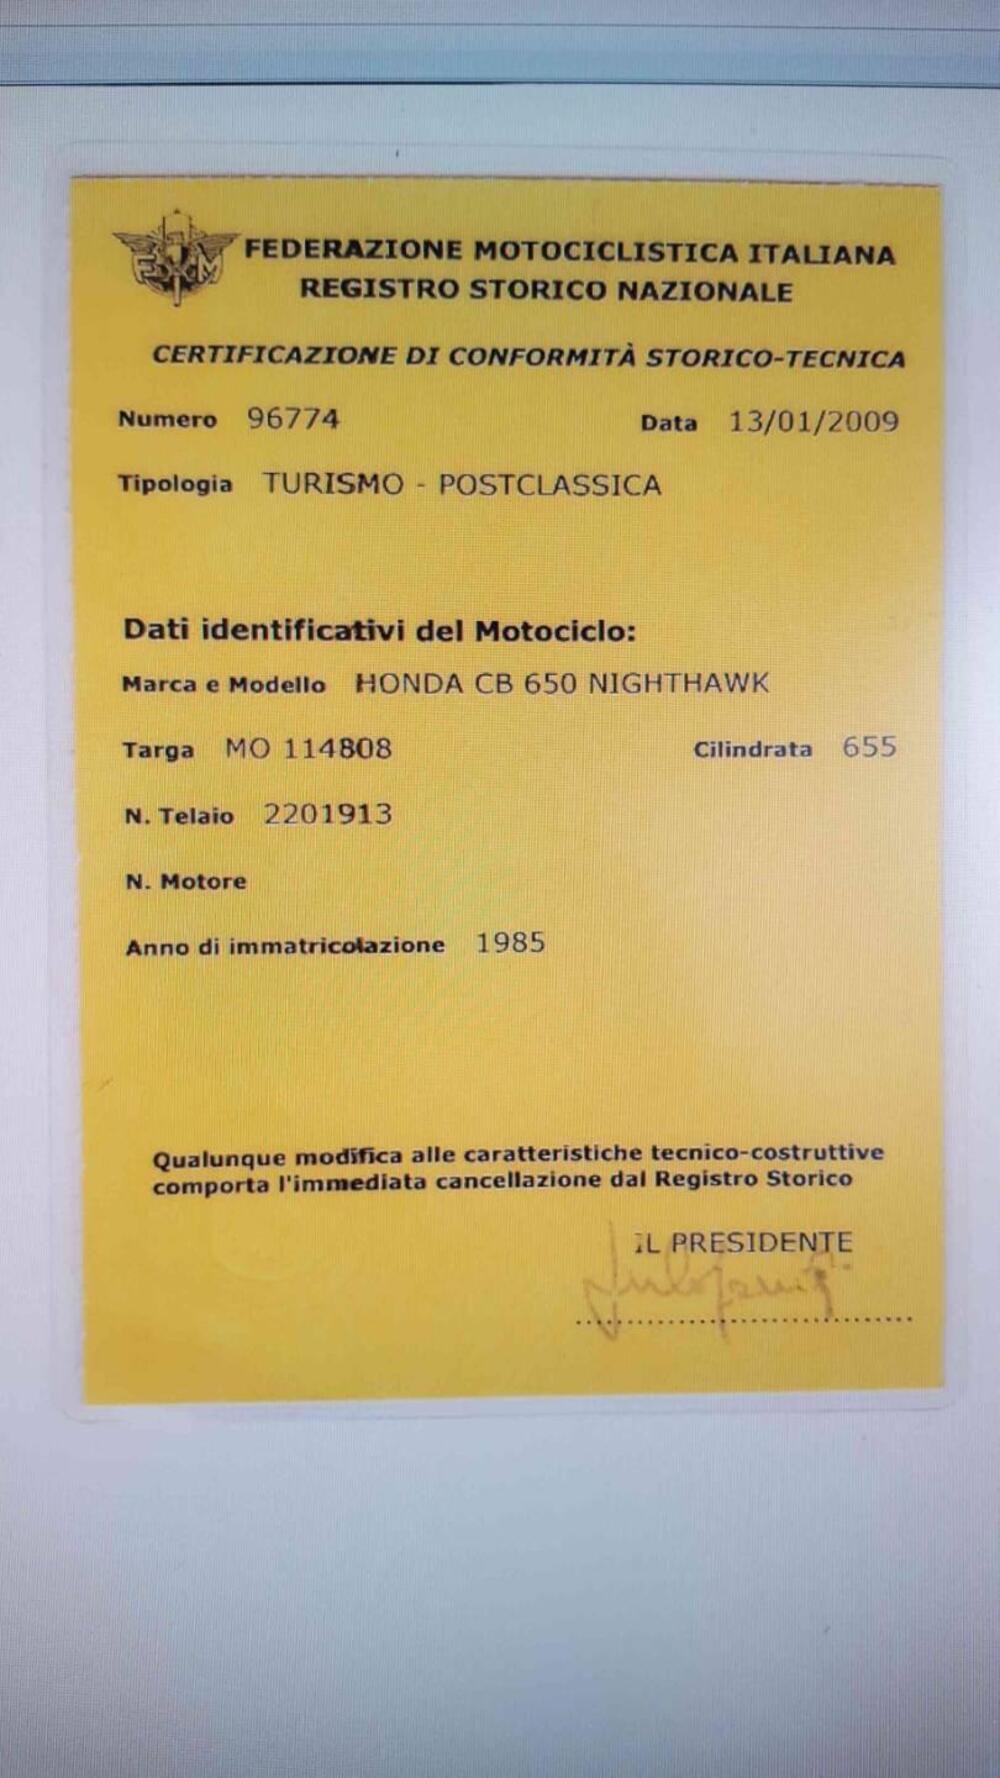 FMI
FEDERAZIONE MOTOCICLISTICA ITALIANA
REGISTRO STORICO NAZIONALE
CERTIFICAZIONE DI CONFORMITÀ STORICO-TECNICA
Numero 96774 Data 13/01/2009
Tipologia TURISMO - POSTCLASSICA
Dati identificativi del Motociclo:
Marca e Modello HONDA CB 650 NIGHTHAWK
Targa MO 114808 Cilindrata 655
N. Telaio 2201913
N. Motore
Anno di immatricolazione 1985
Qualunque modifica alle caratteristiche tecnico-costruttive
comporta l'immediata cancellazione dal Registro Storico
IL PRESIDENTE